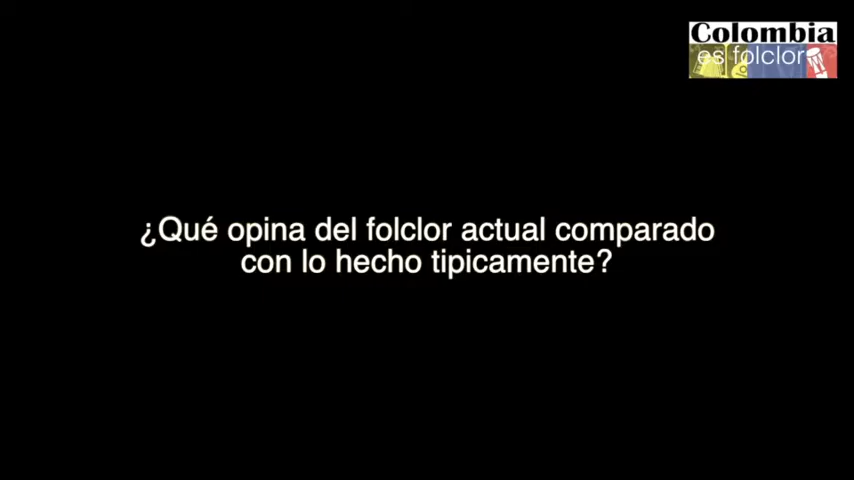 Colombia
es folclor
¿Qué opina del folclor actual comparado
con lo hecho tipicamente?